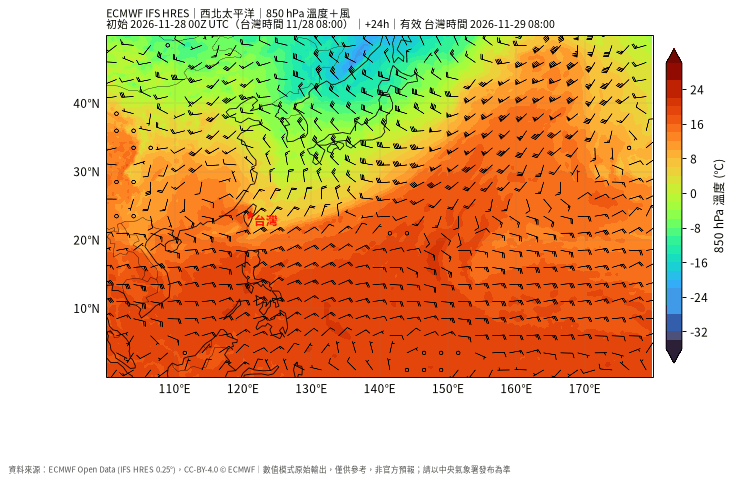 ECMWF IFS HRES｜西北太平洋｜850 hPa 溫度＋風
初始 2026-11-28 00Z UTC（台灣時間 11/28 08:00）｜+24h｜有效 台灣時間 2026-11-29 08:00
40°N
30°N
20°N
10°N
台灣
110°E 120°E 130°E 140°E 150°E 160°E 170°E
24
16
8
0
-8
-16
-24
-32
850 hPa 溫度 (°C)
資料來源：ECMWF Open Data (IFS HRES 0.25°)，CC-BY-4.0 © ECMWF｜數值模式原始輸出，僅供參考，非官方預報；請以中央氣象署發布為準